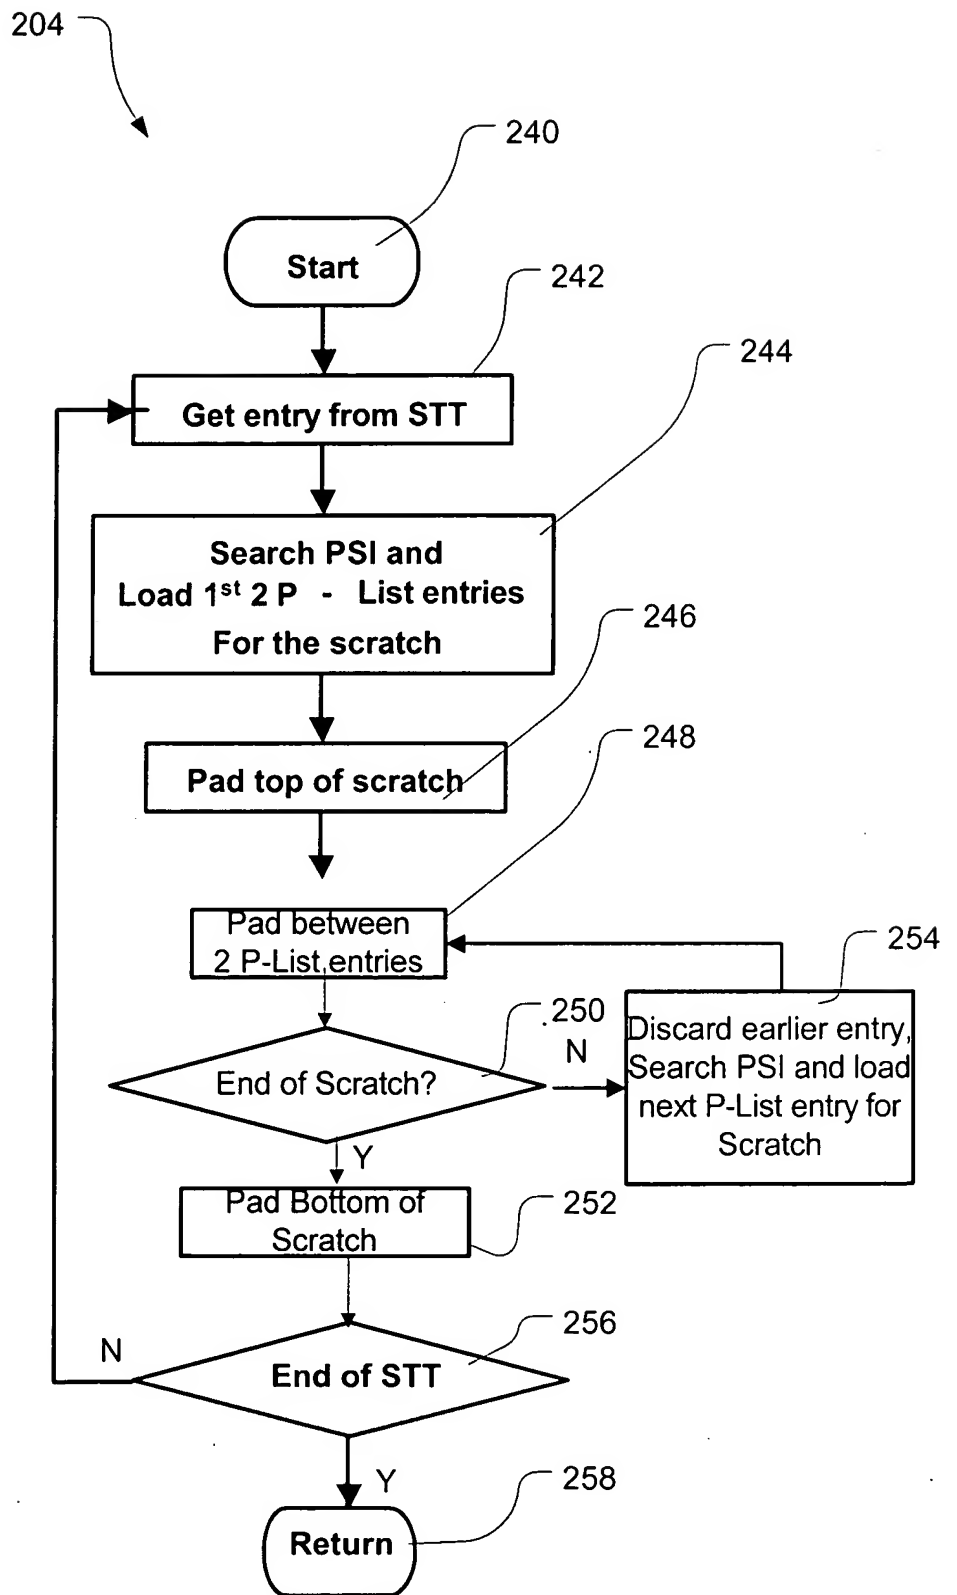 204
240
Start
242
Get entry from STT
244
Search PSI and
Load 1st 2 P - List entries
For the scratch
246
Pad top of scratch
248
Pad between
2 P-List entries
254
Discard earlier entry,
Search PSI and load
next P-List entry for
Scratch
250
End of Scratch?
N
Y
Pad Bottom of
Scratch
252
256
N
End of STT
Y
258
Return